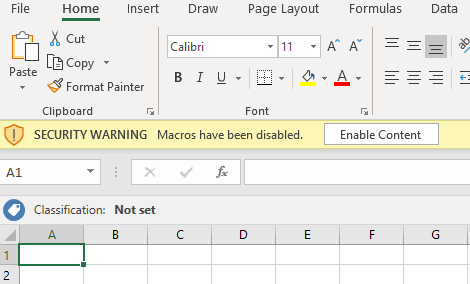 File Home Insert Draw Page Layout Formulas Data
Cut
Copy
Paste
Format Painter
Clipboard
Calibri 11 A A
B I U A
Font
SECURITY WARNING Macros have been disabled. Enable Content
A1 fx
Classification: Not set
A B C D E F G
1
2